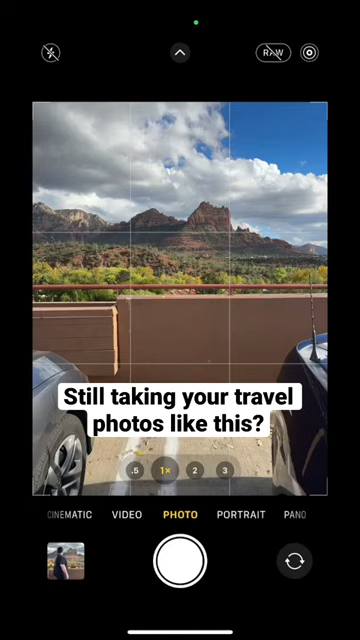 RAW
Still taking your travel
photos like this?
.5 1× 2 3
CINEMATIC VIDEO PHOTO PORTRAIT PANO